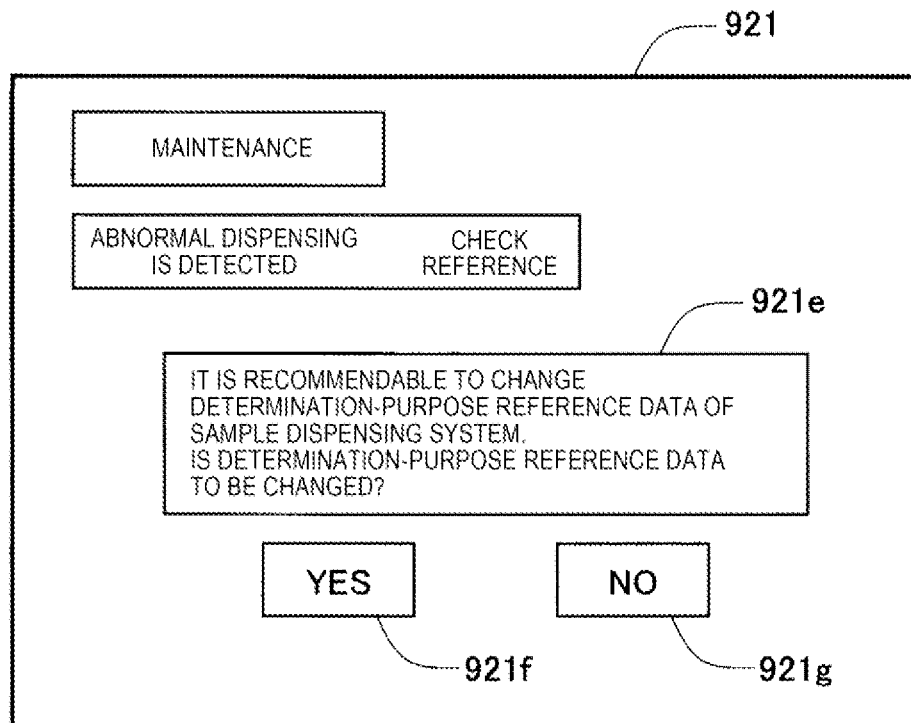 921
MAINTENANCE
ABNORMAL DISPENSING
IS DETECTED
CHECK
REFERENCE
921e
IT IS RECOMMENDABLE TO CHANGE
DETERMINATION-PURPOSE REFERENCE DATA OF
SAMPLE DISPENSING SYSTEM.
IS DETERMINATION-PURPOSE REFERENCE DATA
TO BE CHANGED?
YES
NO
921f
921g